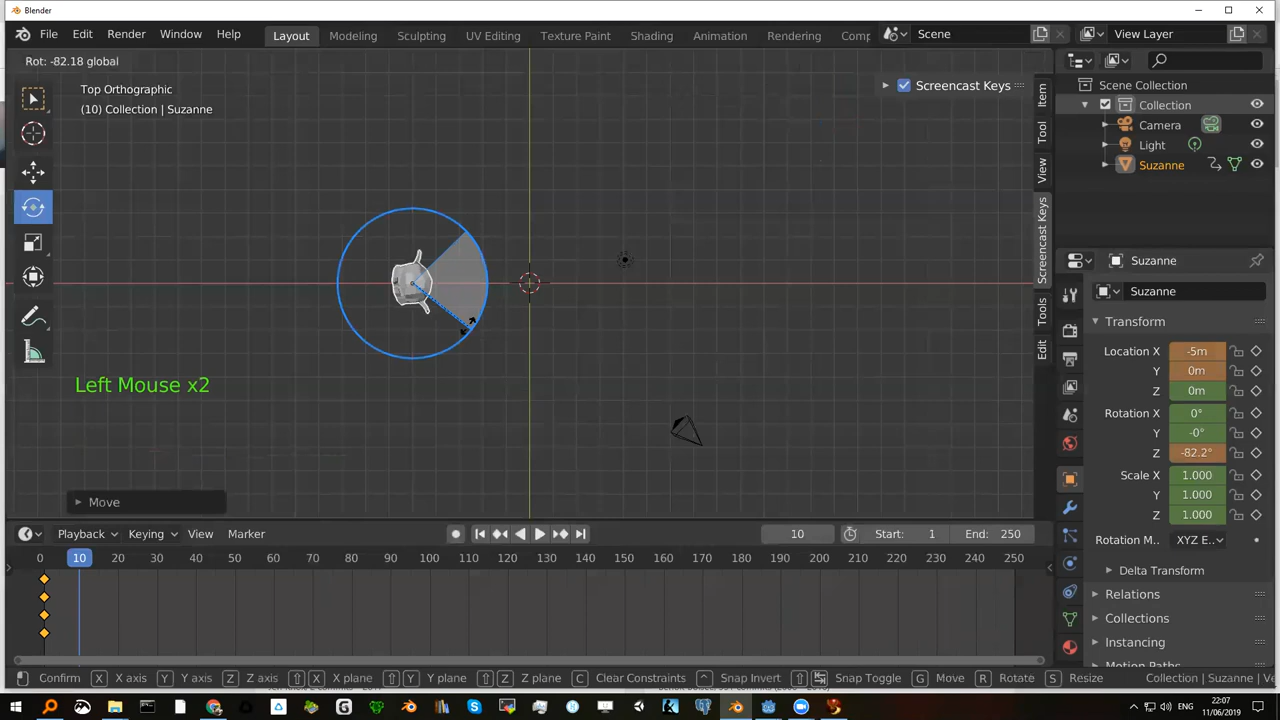 Blender
File Edit Render Window Help Layout Modeling Sculpting UV Editing Texture Paint Shading Animation Rendering Comp Scene View Layer
Rot: -82.18 global
Top Orthographic
(10) Collection | Suzanne
Screencast Keys
Item
Tool
View
Screencast Keys
Tools
Edit
Left Mouse x2
Move
Scene Collection
Collection
Camera
Light
Suzanne
Suzanne
Suzanne
Transform
Location X -5m
Y 0m
Z 0m
Rotation X 0°
Y -0°
Z -82.2°
Scale X 1.000
Y 1.000
Z 1.000
Rotation M.. XYZ E..
Delta Transform
Relations
Collections
Instancing
Motion Paths
Playback Keying View Marker 10 Start: 1 End: 250
0 10 20 30 40 50 60 70 80 90 100 110 120 130 140 150 160 170 180 190 200 210 220 230 240 250
Confirm X X axis Y Y axis Z Z axis X X plane Y Y plane Z Z plane C Clear Constraints Snap Invert Snap Toggle G Move R Rotate S Resize Collection | Suzanne | Ve
ENG 22:07
11/06/2019